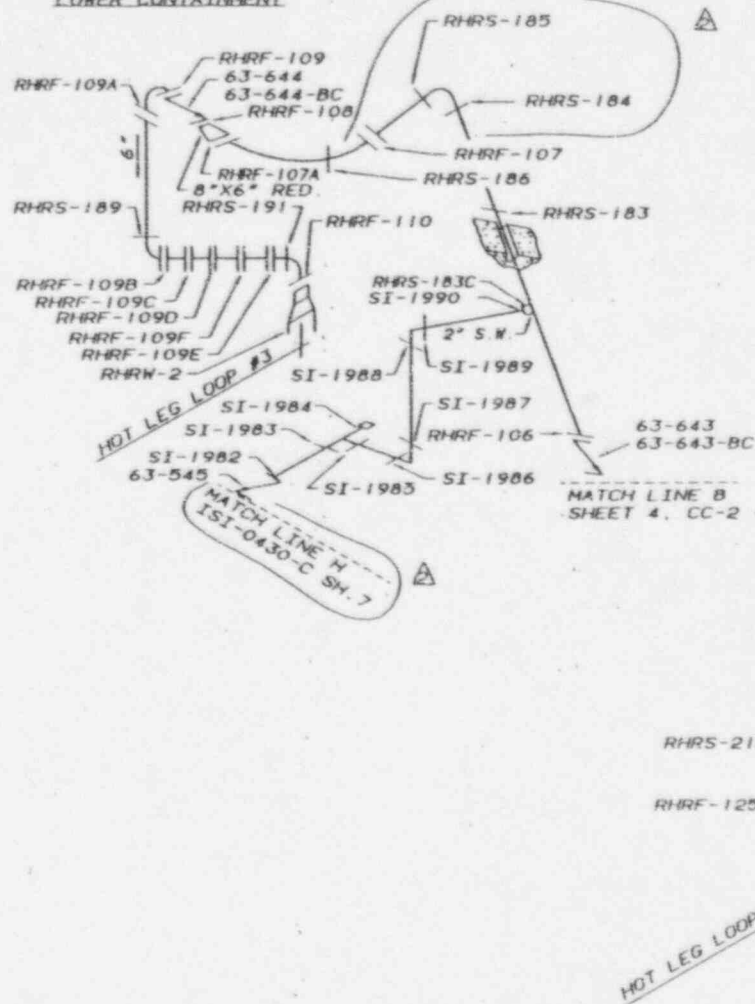 LOWER CONTAINMENT
RHRS-185
2
RHRF-109
63-644
63-644-BC
RHRF-109A
RHRF-108
RHRS-184
6"
RHRF-107
RHRF-107A
8"X6" RED.
RHRS-186
RHRS-189
RHRS-191
RHRF-110
RHRS-183
RHRS-183C
SI-1990
RHRF-109B
RHRF-109C
RHRF-109D
RHRF-109F
RHRF-109E
RHRW-2
2" S.W.
SI-1988
SI-1989
HOT LEG LOOP #3
SI-1984
SI-1983
SI-1987
RHRF-106
63-643
63-643-BC
SI-1982
63-545
SI-1985
SI-1986
MATCH LINE H
ISI-0430-C SH.7
MATCH LINE B
SHEET 4, CC-2
2
RHRS-21
RHRF-125
HOT LEG LOOP